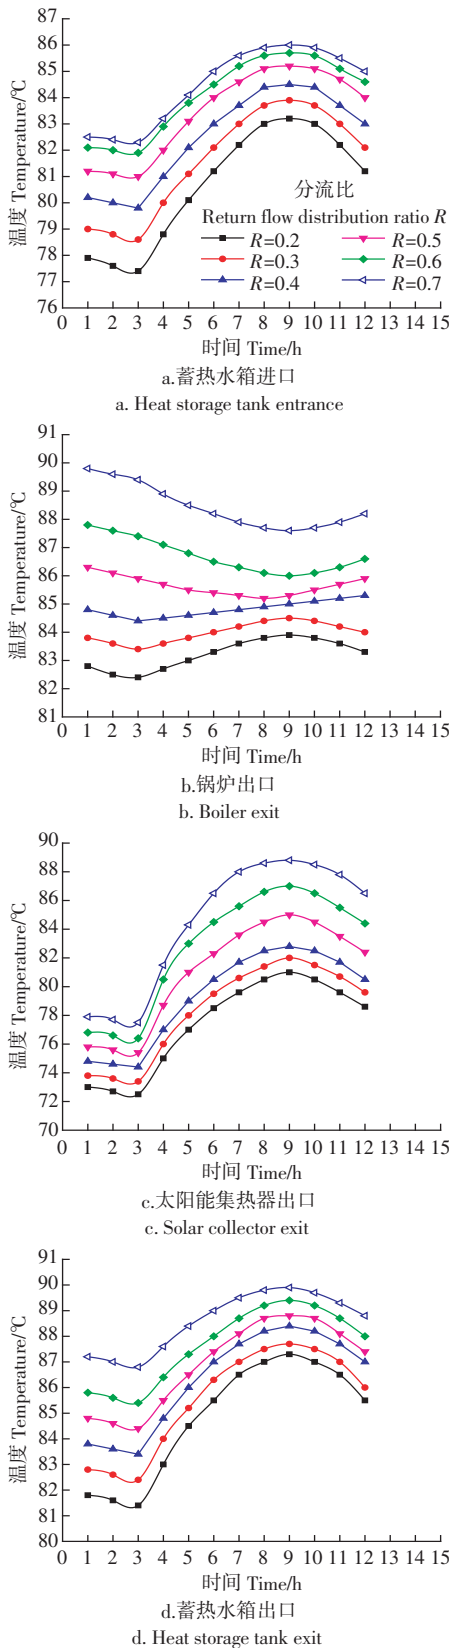 87
86
85
84
83
82
81
80
79
78
77
76
温度 Temperature/℃
分流比
Return flow distribution ratio R
R=0.2
R=0.5
R=0.3
R=0.6
R=0.4
R=0.7
0 1 2 3 4 5 6 7 8 9 10 11 12 13 14 15
时间 Time/h
a.蓄热水箱进口
a. Heat storage tank entrance
91
90
89
88
87
86
85
84
83
82
81
温度 Temperature/℃
0 1 2 3 4 5 6 7 8 9 10 11 12 13 14 15
时间 Time/h
b.锅炉出口
b. Boiler exit
90
88
86
84
82
80
78
76
74
72
70
温度 Temperature/℃
0 1 2 3 4 5 6 7 8 9 10 11 12 13 14 15
时间 Time/h
c.太阳能集热器出口
c. Solar collector exit
91
90
89
88
87
86
85
84
83
82
81
80
温度 Temperature/℃
0 1 2 3 4 5 6 7 8 9 10 11 12 13 14 15
时间 Time/h
d.蓄热水箱出口
d. Heat storage tank exit